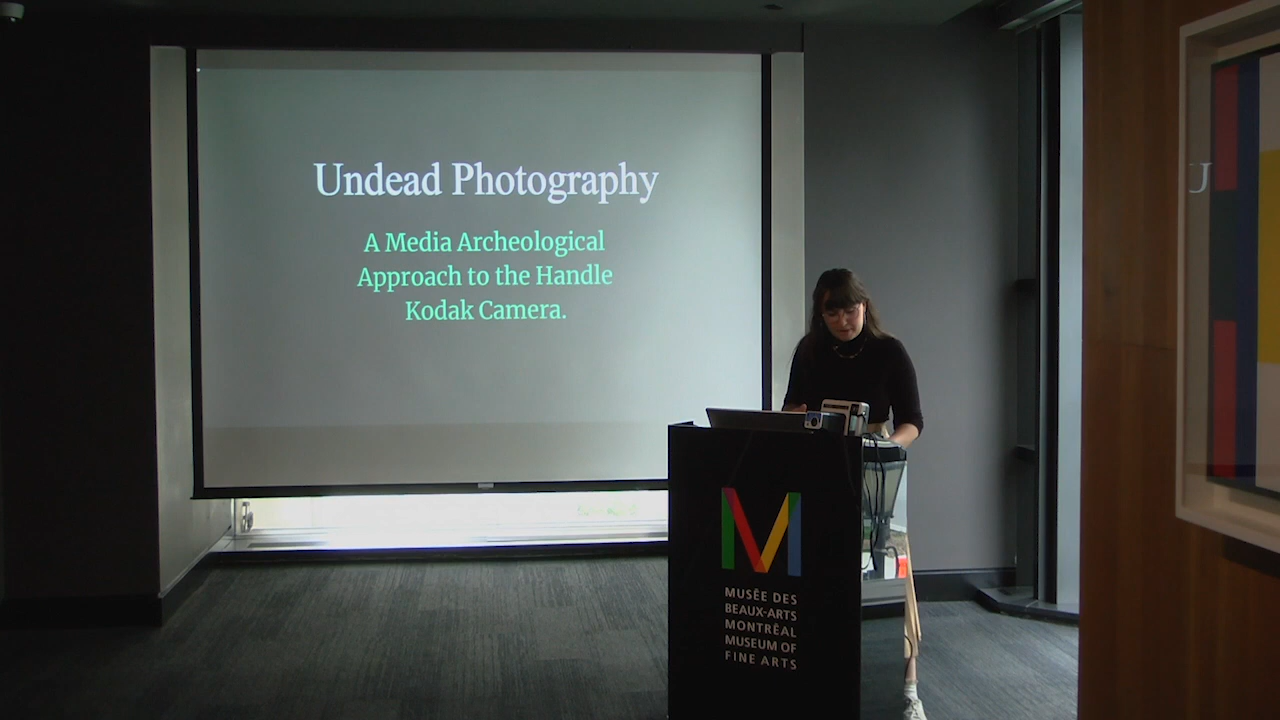 Undead Photography
A Media Archeological
Approach to the Handle
Kodak Camera.
U
M
MUSÉE DES
BEAUX-ARTS
MONTRÉAL
MUSEUM OF
FINE ARTS